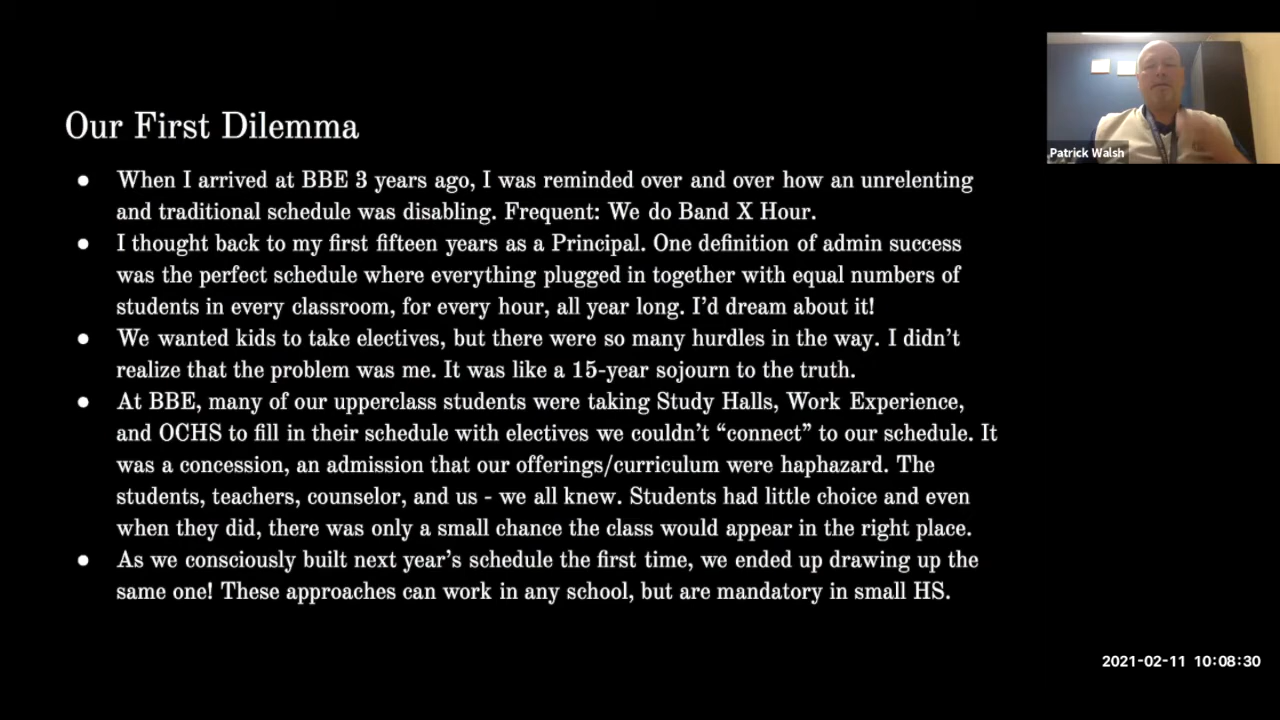 Our First Dilemma
● When I arrived at BBE 3 years ago, I was reminded over and over how an unrelenting
and traditional schedule was disabling. Frequent: We do Band X Hour.
● I thought back to my first fifteen years as a Principal. One definition of admin success
was the perfect schedule where everything plugged in together with equal numbers of
students in every classroom, for every hour, all year long. I’d dream about it!
● We wanted kids to take electives, but there were so many hurdles in the way. I didn’t
realize that the problem was me. It was like a 15-year sojourn to the truth.
● At BBE, many of our upperclass students were taking Study Halls, Work Experience,
and OCHS to fill in their schedule with electives we couldn’t “connect” to our schedule. It
was a concession, an admission that our offerings/curriculum were haphazard. The
students, teachers, counselor, and us - we all knew. Students had little choice and even
when they did, there was only a small chance the class would appear in the right place.
● As we consciously built next year’s schedule the first time, we ended up drawing up the
same one! These approaches can work in any school, but are mandatory in small HS.
Patrick Walsh
2021-02-11 10:08:30